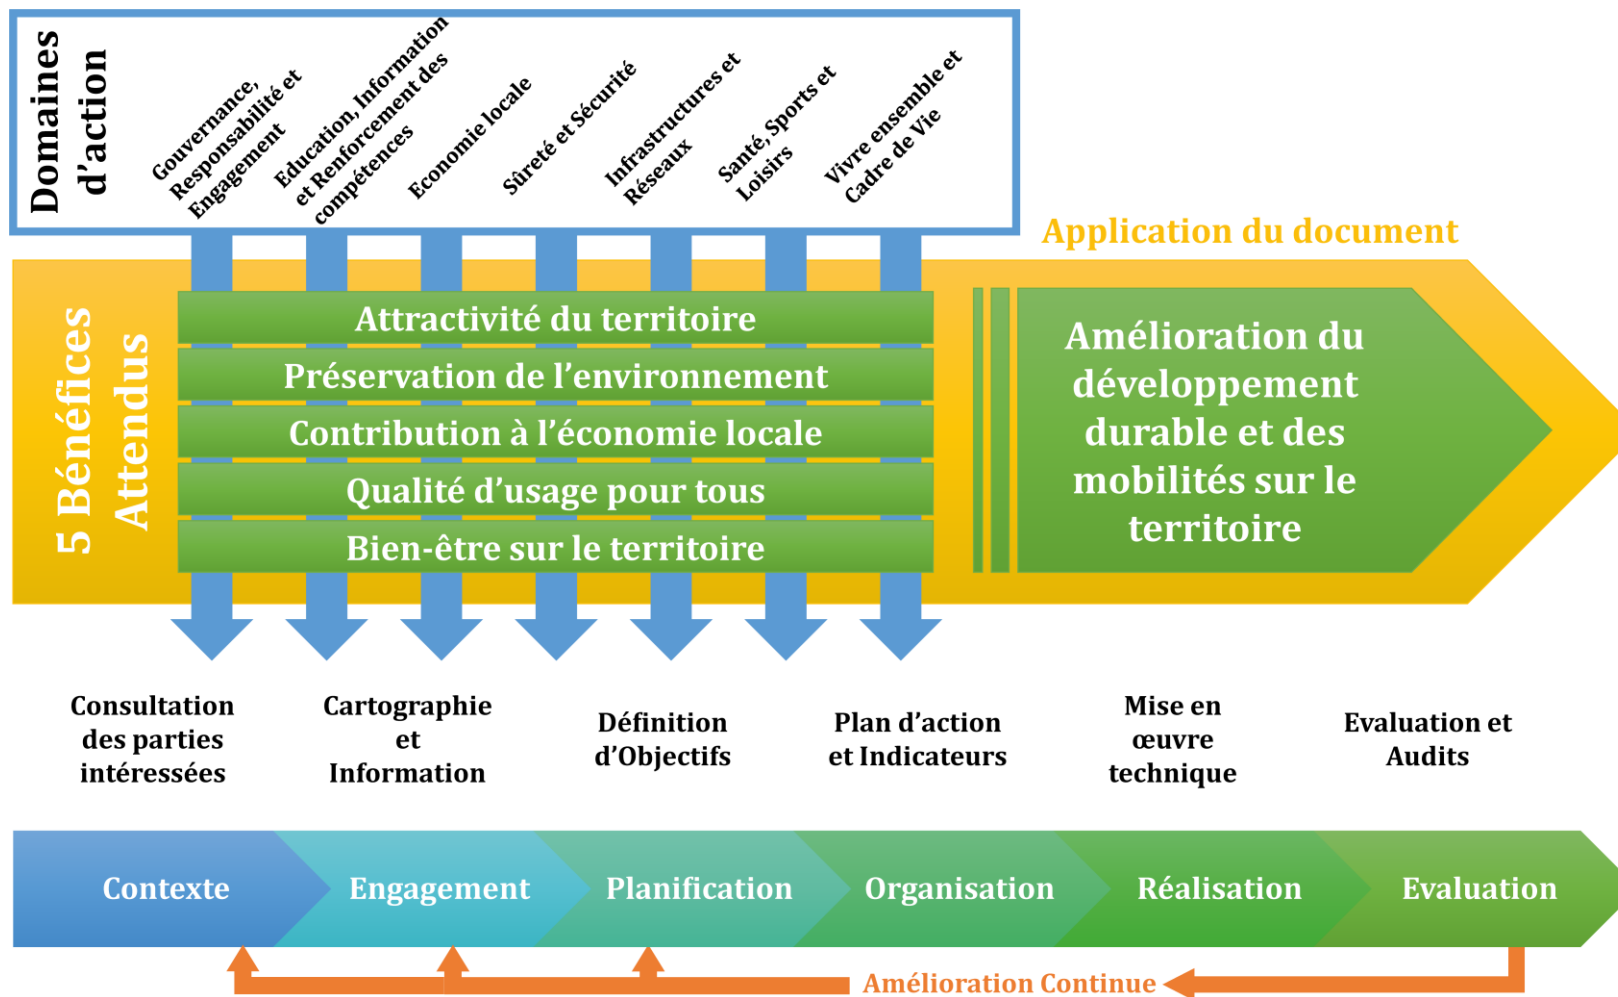 Domaines
d’action
Gouvernance,
Responsabilité et
Engagement
Education, Information
et Renforcement des
compétences
Economie locale
Sûreté et Sécurité
Infrastructures et
Réseaux
Santé, Sports et
Loisirs
Vivre ensemble et
Cadre de Vie
Application du document
5 Bénéfices
Attendus
Attractivité du territoire
Préservation de l’environnement
Contribution à l’économie locale
Qualité d’usage pour tous
Bien-être sur le territoire
Amélioration du
développement
durable et des
mobilités sur le
territoire
Consultation
des parties
intéressées
Cartographie
et
Information
Définition
d’Objectifs
Plan d’action
et Indicateurs
Mise en
œuvre
technique
Evaluation et
Audits
Contexte
Engagement
Planification
Organisation
Réalisation
Evaluation
Amélioration Continue